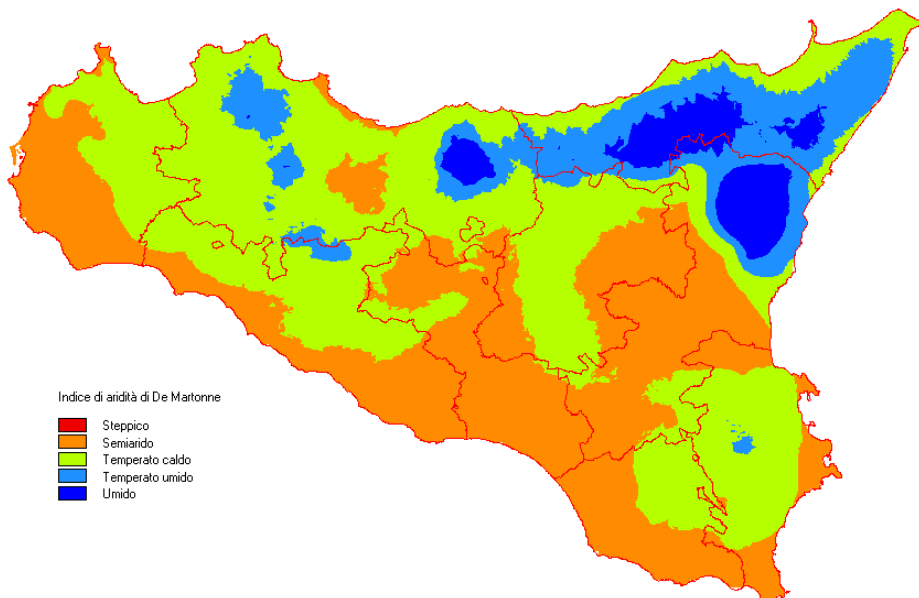 Indice di aridità di De Martonne
Steppico
Semiarido
Temperato caldo
Temperato umido
Umido